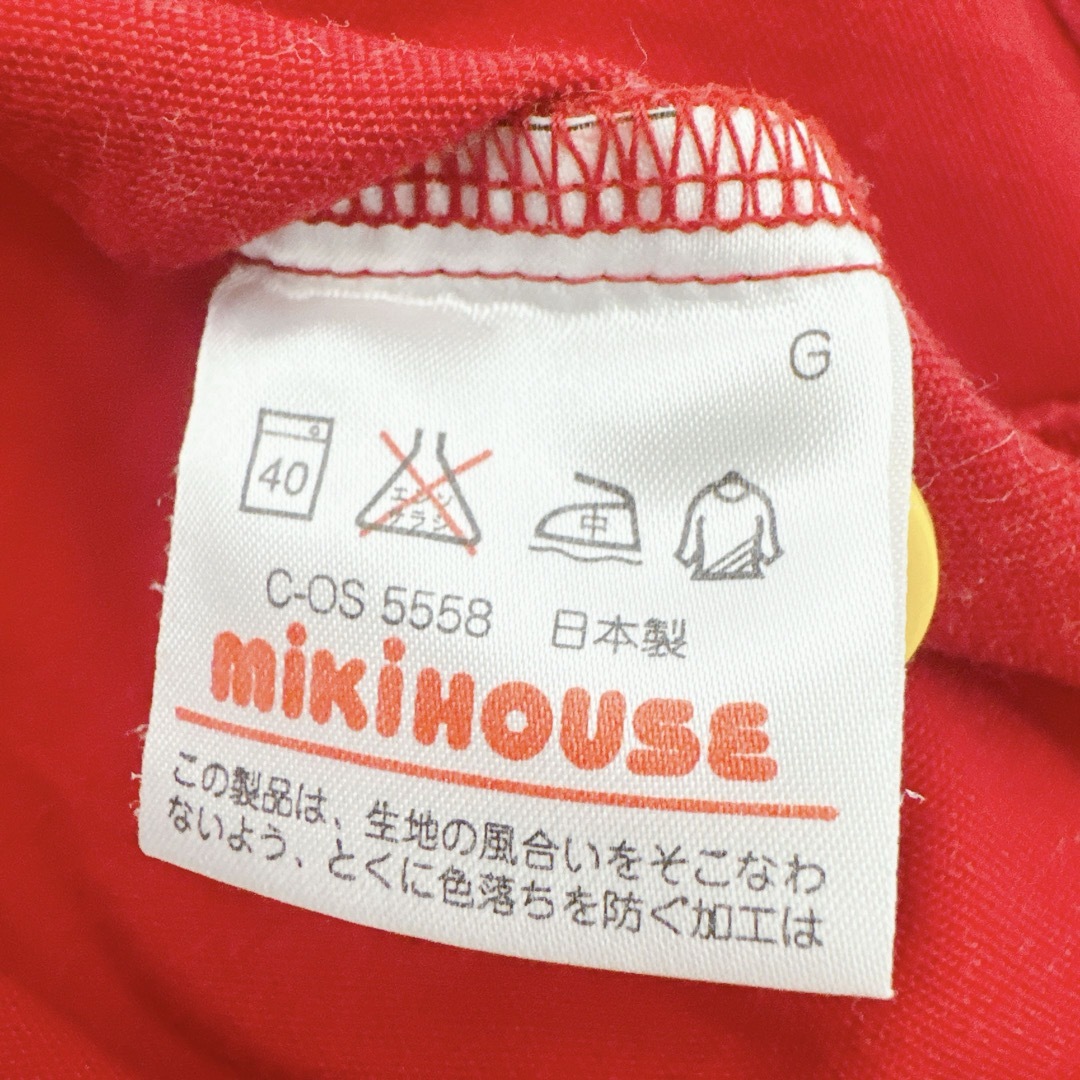 G
40
エンソ
サラシ
中
C-OS 5558 日本製
mikiHOUSE
この製品は、生地の風合いをそこなわ
ないよう、とくに色落ちを防ぐ加工は